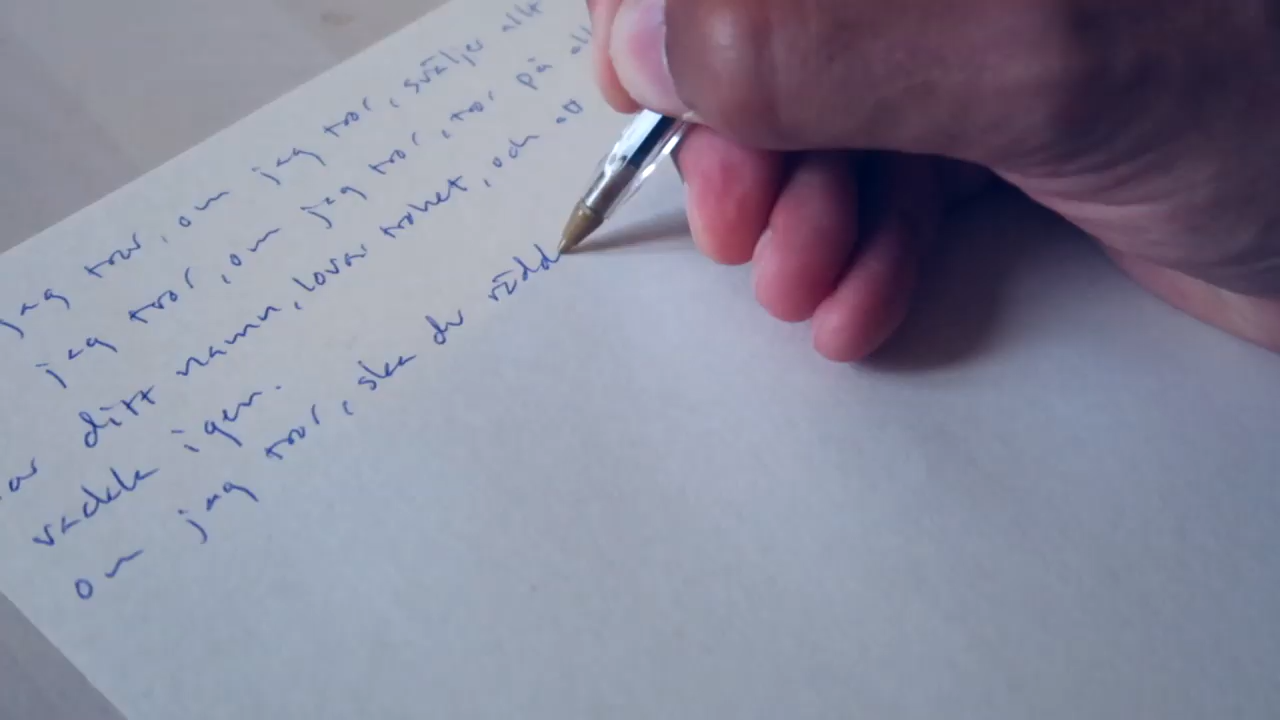 jag tror, om jag tror, sväljer allt
jag tror, om jag tror, tror på all
ditt namn, lovar trohet, och att
vackla igen.
om jag tror, ska du rädd